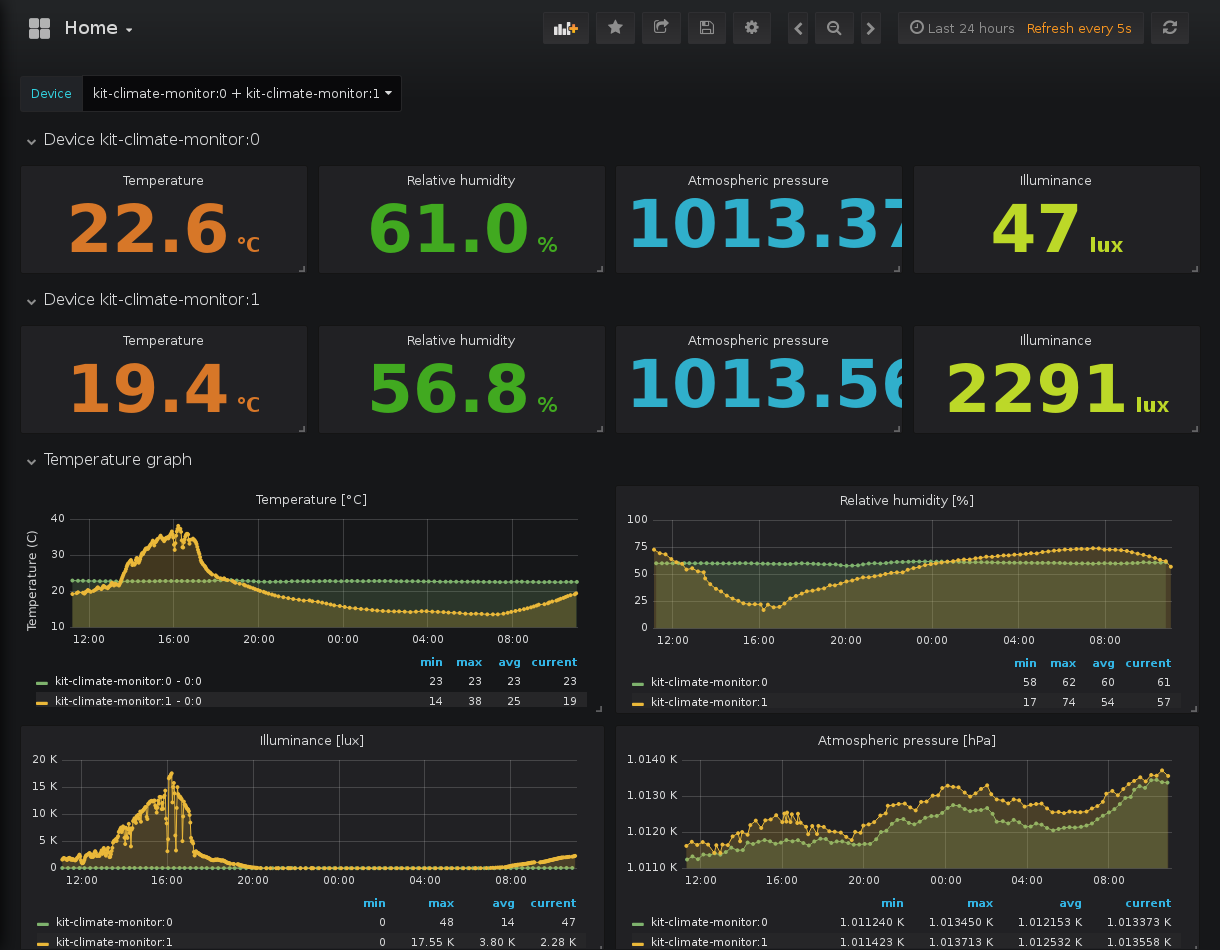 Home
Last 24 hours Refresh every 5s
Device kit-climate-monitor:0 + kit-climate-monitor:1
Device kit-climate-monitor:0
Temperature
22.6 °C
Relative humidity
61.0 %
Atmospheric pressure
1013.37
Illuminance
47 lux
Device kit-climate-monitor:1
Temperature
19.4 °C
Relative humidity
56.8 %
Atmospheric pressure
1013.56
Illuminance
2291 lux
Temperature graph
Temperature [°C]
Temperature (C)
40
30
20
10
12:00 16:00 20:00 00:00 04:00 08:00
min max avg current
kit-climate-monitor:0 - 0:0 23 23 23 23
kit-climate-monitor:1 - 0:0 14 38 25 19
Relative humidity [%]
100
75
50
25
0
12:00 16:00 20:00 00:00 04:00 08:00
min max avg current
kit-climate-monitor:0 58 62 60 61
kit-climate-monitor:1 17 74 54 57
Illuminance [lux]
20 K
15 K
10 K
5 K
0
12:00 16:00 20:00 00:00 04:00 08:00
min max avg current
kit-climate-monitor:0 0 48 14 47
kit-climate-monitor:1 0 17.55 K 3.80 K 2.28 K
Atmospheric pressure [hPa]
1.0140 K
1.0130 K
1.0120 K
1.0110 K
12:00 16:00 20:00 00:00 04:00 08:00
min max avg current
kit-climate-monitor:0 1.011240 K 1.013450 K 1.012153 K 1.013373 K
kit-climate-monitor:1 1.011423 K 1.013713 K 1.012532 K 1.013558 K